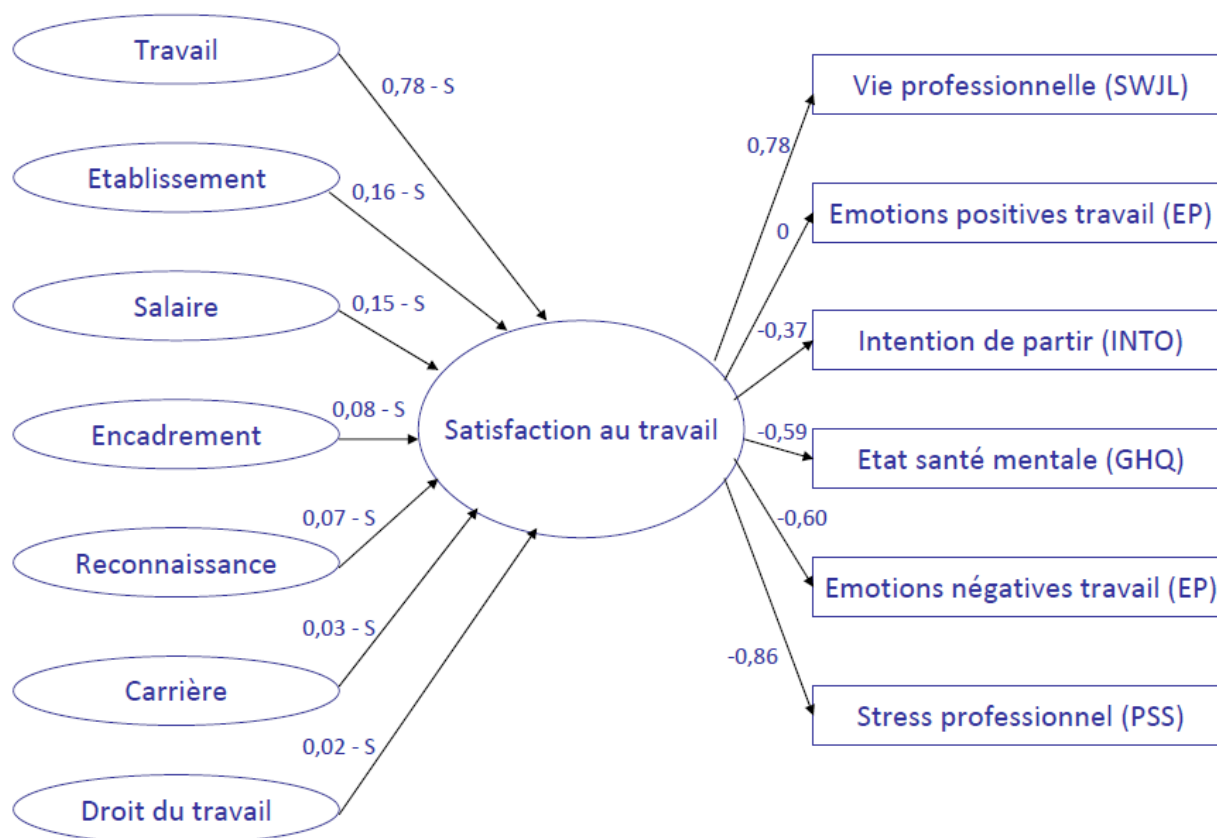 Travail
0,78 - S
Etablissement
0,16 - S
Salaire
0,15 - S
Encadrement
0,08 - S
Reconnaissance
0,07 - S
Carrière
0,03 - S
Droit du travail
0,02 - S
Satisfaction au travail
Vie professionnelle (SWJL)
0,78
Emotions positives travail (EP)
0
Intention de partir (INTO)
-0,37
Etat santé mentale (GHQ)
-0,59
Emotions négatives travail (EP)
-0,60
Stress professionnel (PSS)
-0,86